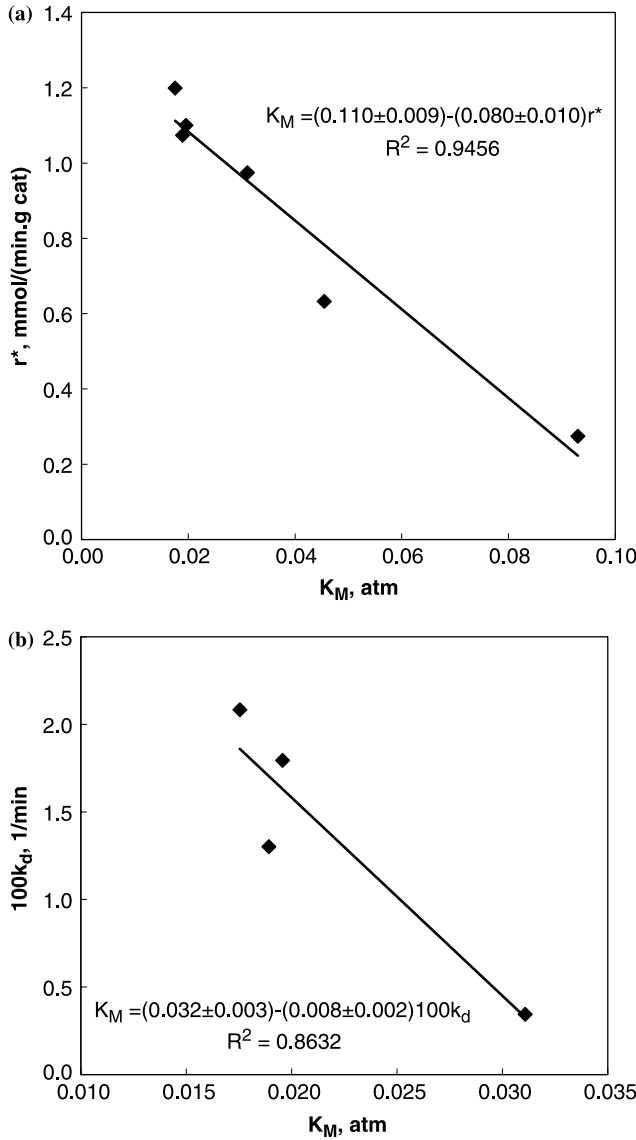 (a)
1.4
1.2
1.0
0.8
0.6
0.4
0.2
0.0
r*, mmol/(min.g cat)
K_M =(0.110±0.009)-(0.080±0.010)r*
R² = 0.9456
0.00 0.02 0.04 0.06 0.08 0.10
K_M, atm
(b)
2.5
2.0
1.5
1.0
0.5
0.0
100k_d, 1/min
K_M =(0.032±0.003)-(0.008±0.002)100k_d
R² = 0.8632
0.010 0.015 0.020 0.025 0.030 0.035
K_M, atm